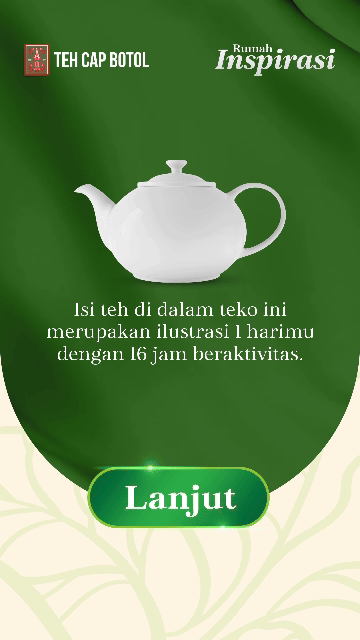 TEH CAP BOTOL
Rumah
Inspirasi
Isi teh di dalam teko ini
merupakan ilustrasi 1 harimu
dengan 16 jam beraktivitas.
Lanjut